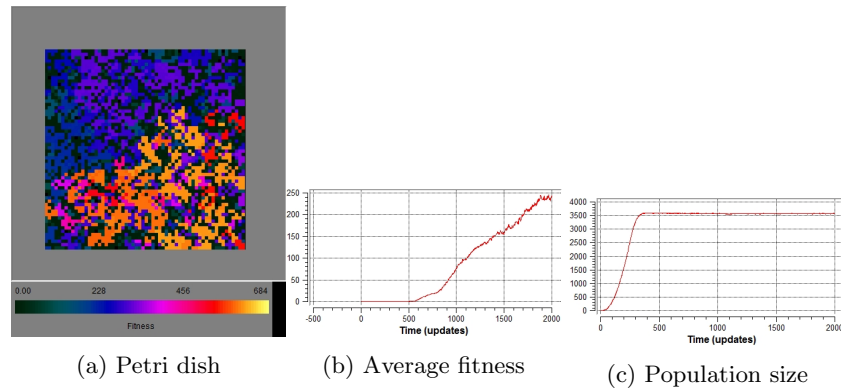 0.00 228 456 684
Fitness
250
200
150
100
50
0
-500 0 500 1000 1500 2000
Time (updates)
4000
3500
3000
2500
2000
1500
1000
500
0
0 500 1000 1500 2000
Time (updates)
(a) Petri dish
(b) Average fitness
(c) Population size